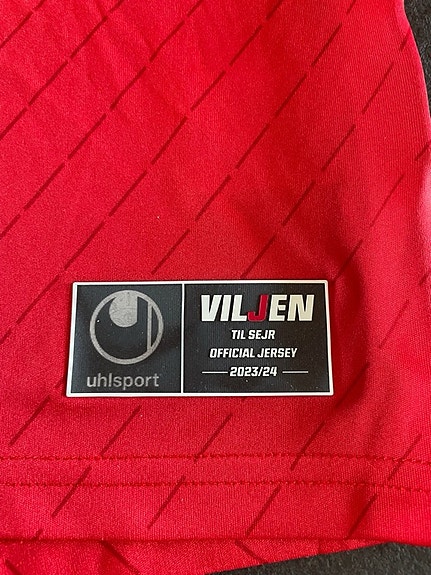 uhlsport
VILJEN
TIL SEJR
OFFICIAL JERSEY
2023/24